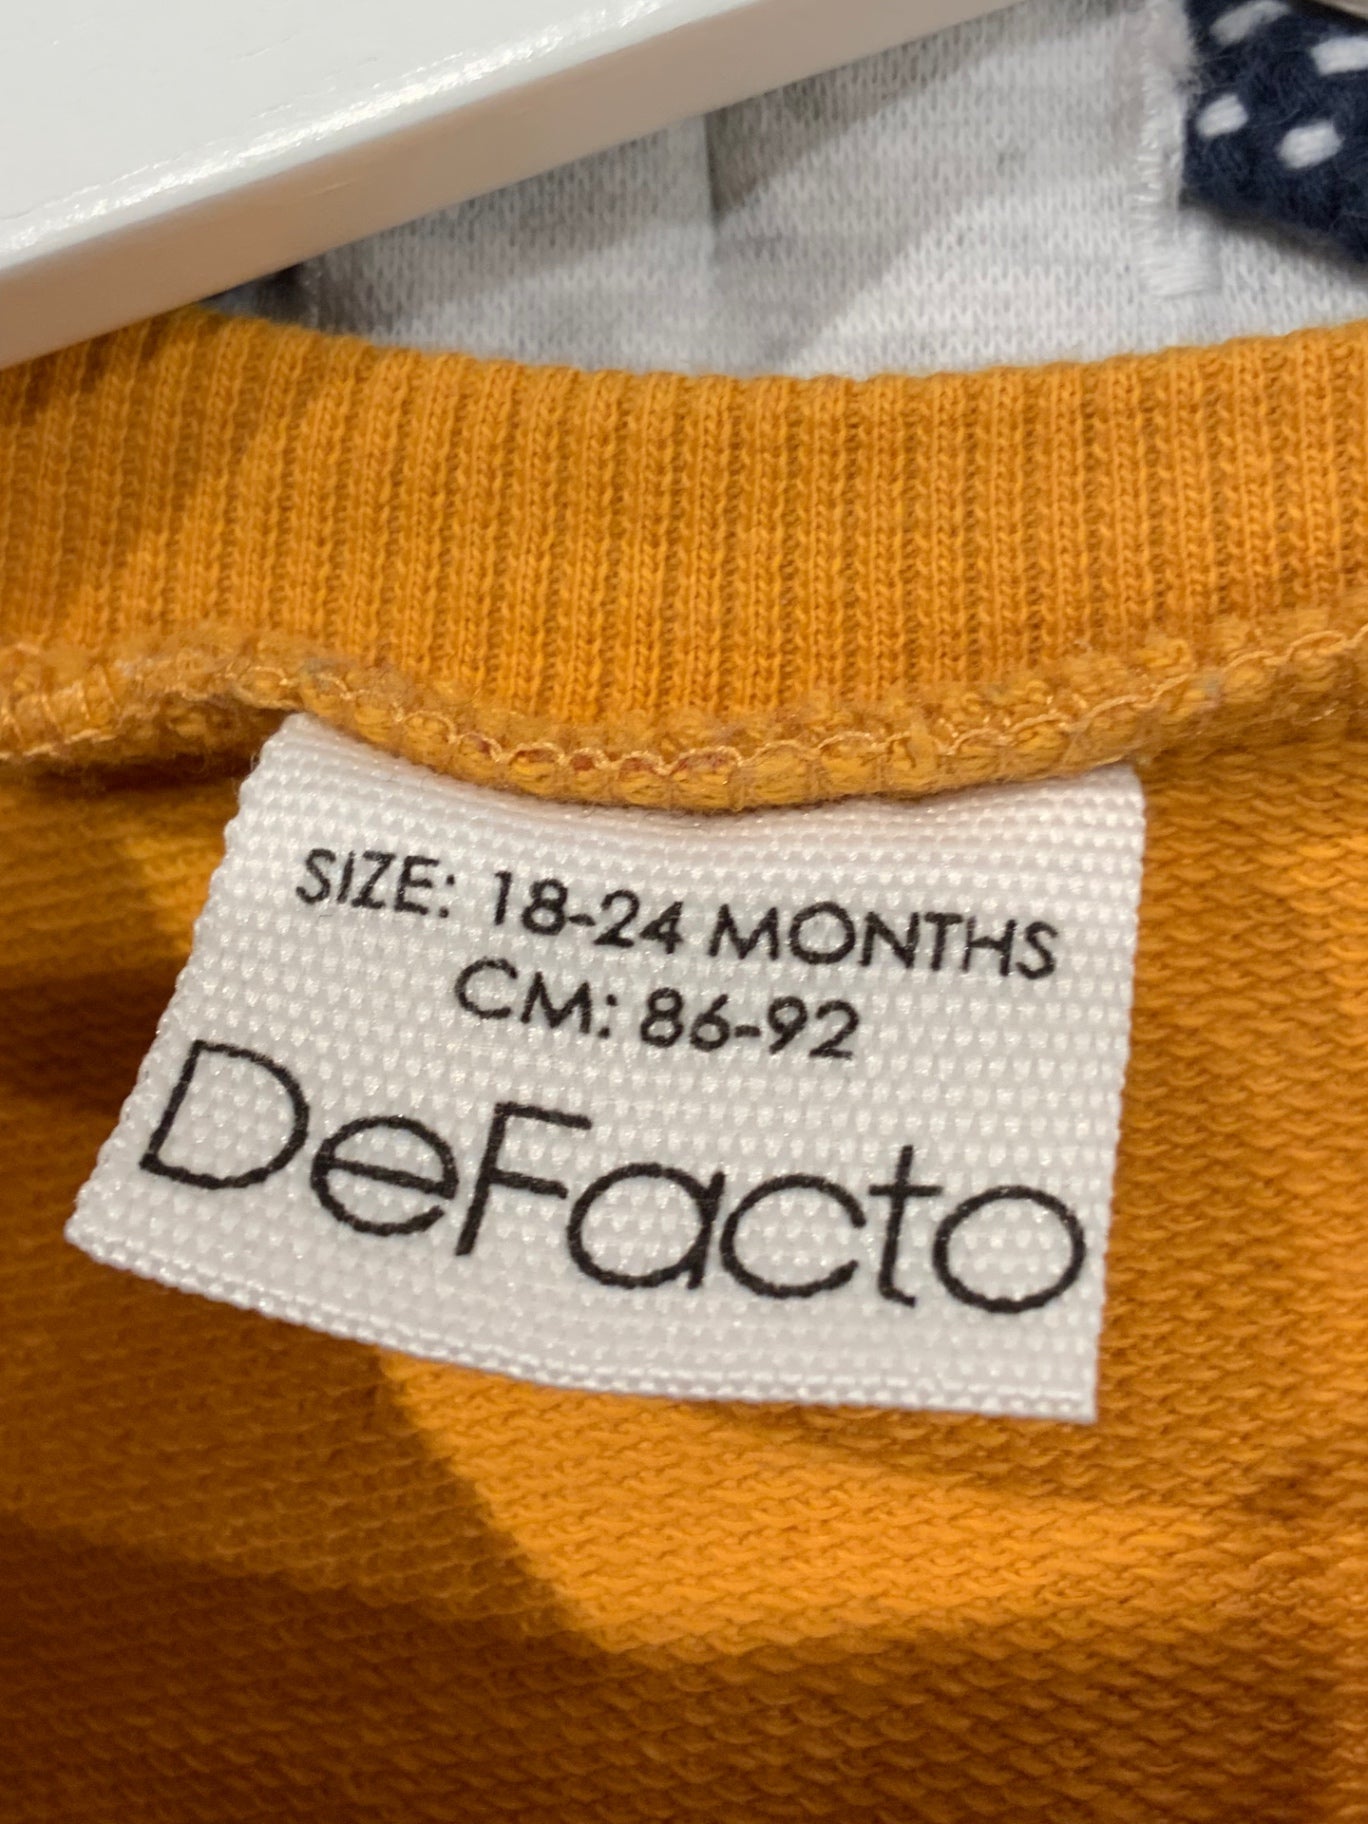 SIZE: 18-24 MONTHS
CM: 86-92
DeFacto